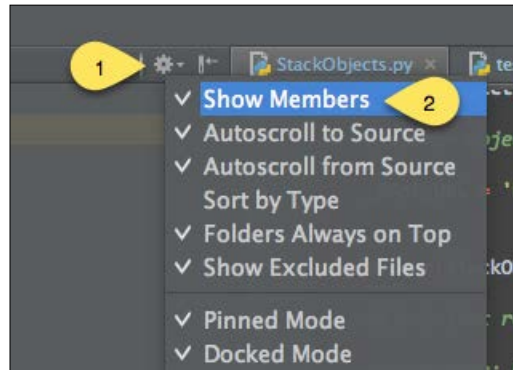 1
StackObjects.py
te
Show Members
2
Autoscroll to Source
Autoscroll from Source
Sort by Type
Folders Always on Top
Show Excluded Files
Pinned Mode
Docked Mode